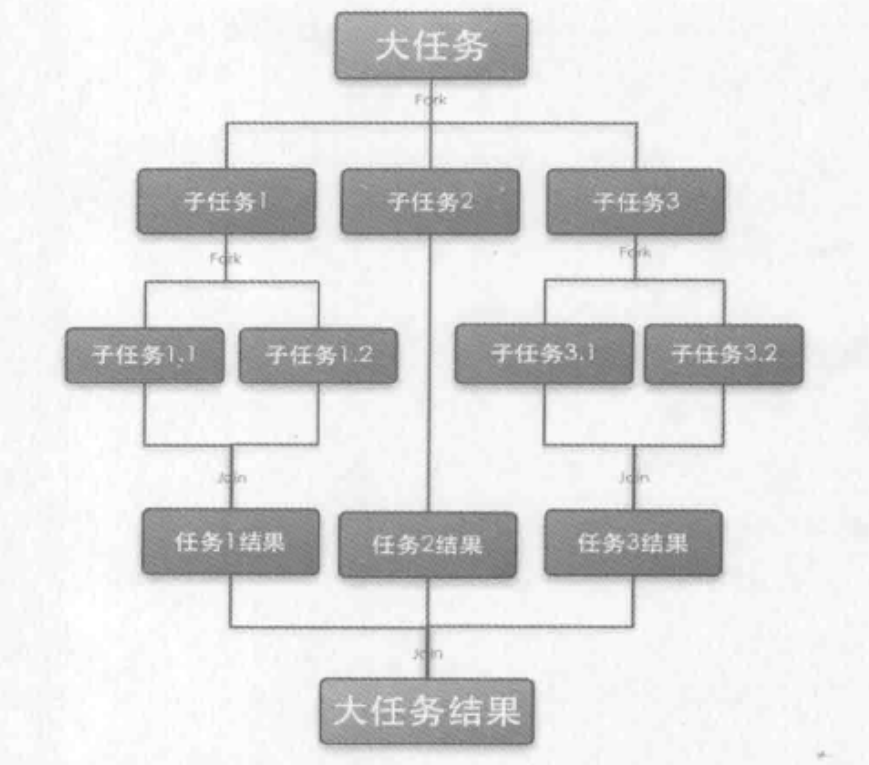 大任务
Fork
子任务1 子任务2 子任务3
Fork Fork
子任务1.1 子任务1.2 子任务3.1 子任务3.2
Join Join
任务1结果 任务2结果 任务3结果
Join
大任务结果